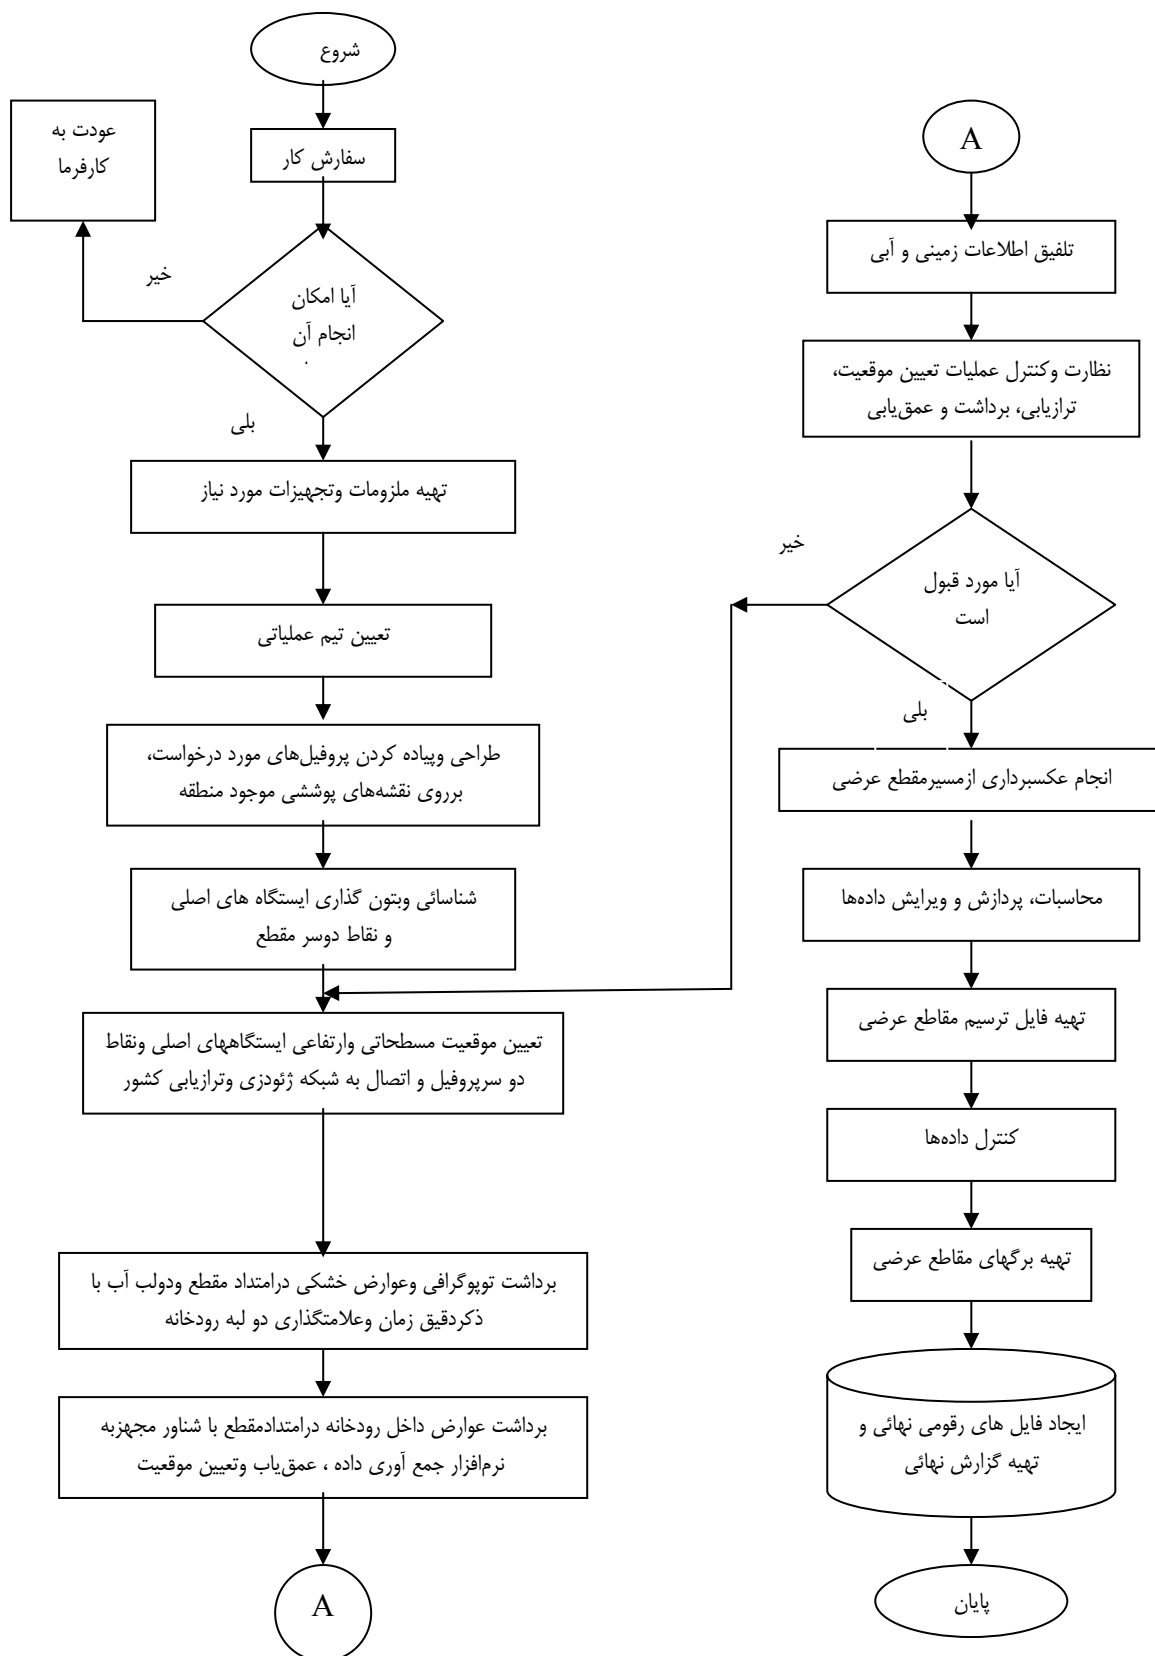 شروع
سفارش کار
عودت به
کارفرما
خیر
آیا امکان
انجام آن
بلی
تهیه ملزومات وتجهیزات مورد نیاز
تعیین تیم عملیاتی
طراحی وپیاده کردن پروفیل‌های مورد درخواست،
برروی نقشه‌های پوششی موجود منطقه
شناسائی وبتون گذاری ایستگاه های اصلی
و نقاط دوسر مقطع
تعیین موقعیت مسطحاتی وارتفاعی ایستگاههای اصلی ونقاط
دو سرپروفیل و اتصال به شبکه ژئودزی وترازیابی کشور
برداشت توپوگرافی وعوارض خشکی درامتداد مقطع ودولب آب با
ذکردقیق زمان وعلامتگذاری دو لبه رودخانه
برداشت عوارض داخل رودخانه درامتدادمقطع با شناور مجهزبه
نرم‌افزار جمع آوری داده ، عمق‌یاب وتعیین موقعیت
A
A
تلفیق اطلاعات زمینی و آبی
نظارت وکنترل عملیات تعیین موقعیت،
ترازیابی، برداشت و عمق‌یابی
خیر
آیا مورد قبول
است
بلی
انجام عکسبرداری ازمسیرمقطع عرضی
محاسبات، پردازش و ویرایش داده‌ها
تهیه فایل ترسیم مقاطع عرضی
کنترل داده‌ها
تهیه برگهای مقاطع عرضی
ایجاد فایل های رقومی نهائی و
تهیه گزارش نهائی
پایان